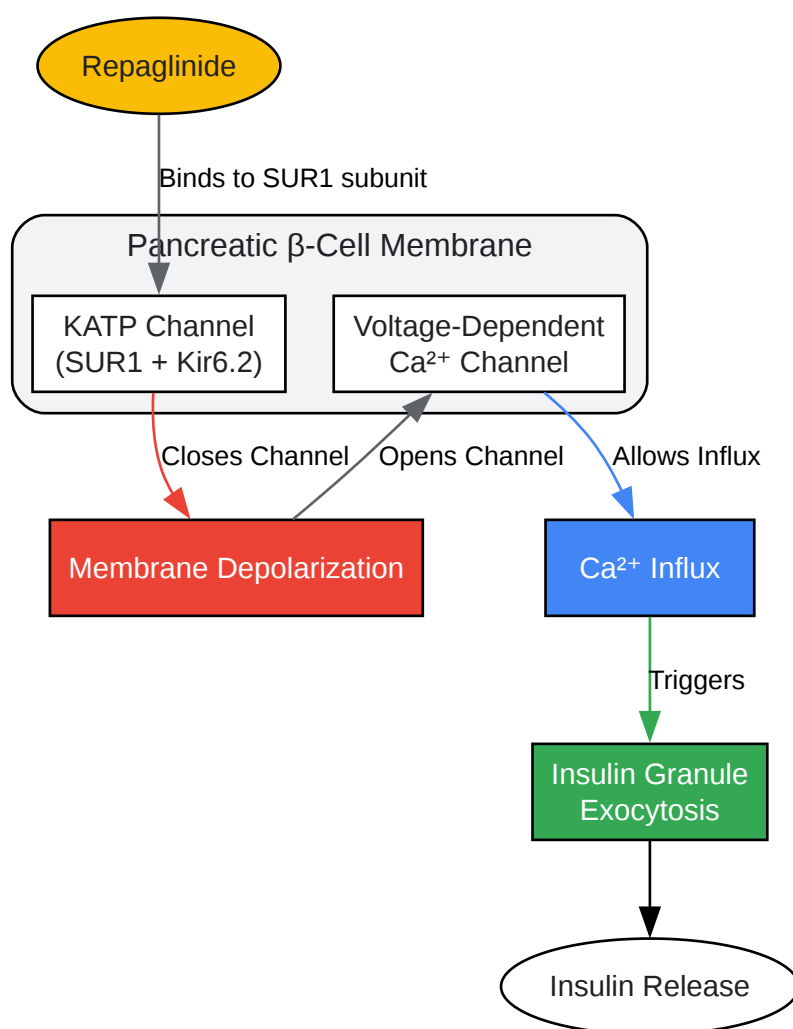 Repaglinide
Binds to SUR1 subunit
Pancreatic β-Cell Membrane
KATP Channel
(SUR1 + Kir6.2)
Voltage-Dependent
Ca²⁺ Channel
Closes Channel
Opens Channel
Allows Influx
Membrane Depolarization
Ca²⁺ Influx
Triggers
Insulin Granule
Exocytosis
Insulin Release